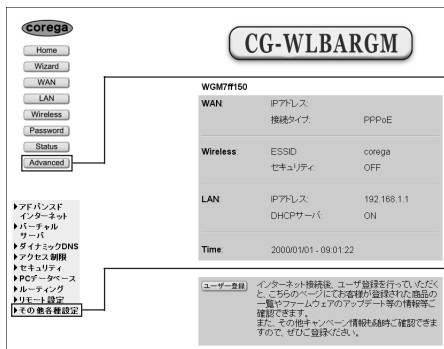 corega
Home
Wizard
WAN
LAN
Wireless
Password
Status
Advanced
▶アドバンスド
インターネット
▶バーチャル
サーバ
▶ダイナミックDNS
▶アクセス制限
▶セキュリティ
▶PCデータベース
▶ルーティング
▶リモート設定
▶その他各種設定
CG-WLBARGM
WGM7ff150
WAN: IPアドレス:
接続タイプ: PPPoE
Wireless: ESSID corega
セキュリティ: OFF
LAN: IPアドレス: 192.168.1.1
DHCPサーバ: ON
Time: 2000/01/01 - 09:01:22
ユーザー登録 インターネット接続後、ユーザ登録を行っていただく
と、こちらのページにてお客様が登録された商品の
一覧やファームウェアのアップデート等の情報等ご
確認できます。
また、その他キャンペーン情報も随時ご確認できま
すので、ぜひご登録ください。